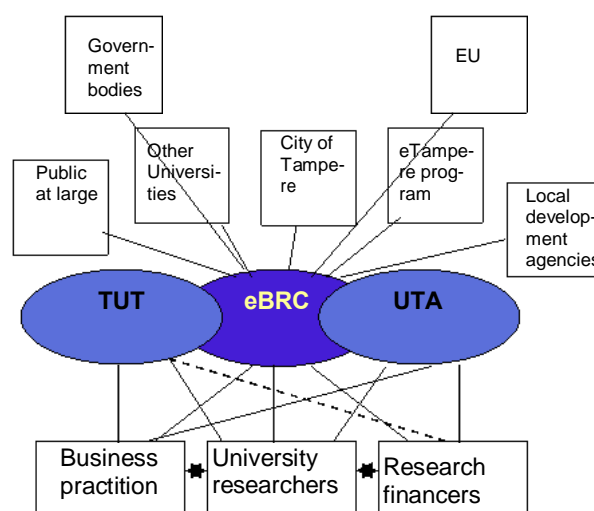 Govern-
ment
bodies
EU
Other
Universi-
ties
City of
Tampe-
re
eTampe-
re prog-
ram
Public
at large
Local
develop-
ment
agencies
TUT
eBRC
UTA
Business
practition
University
researchers
Research
financers